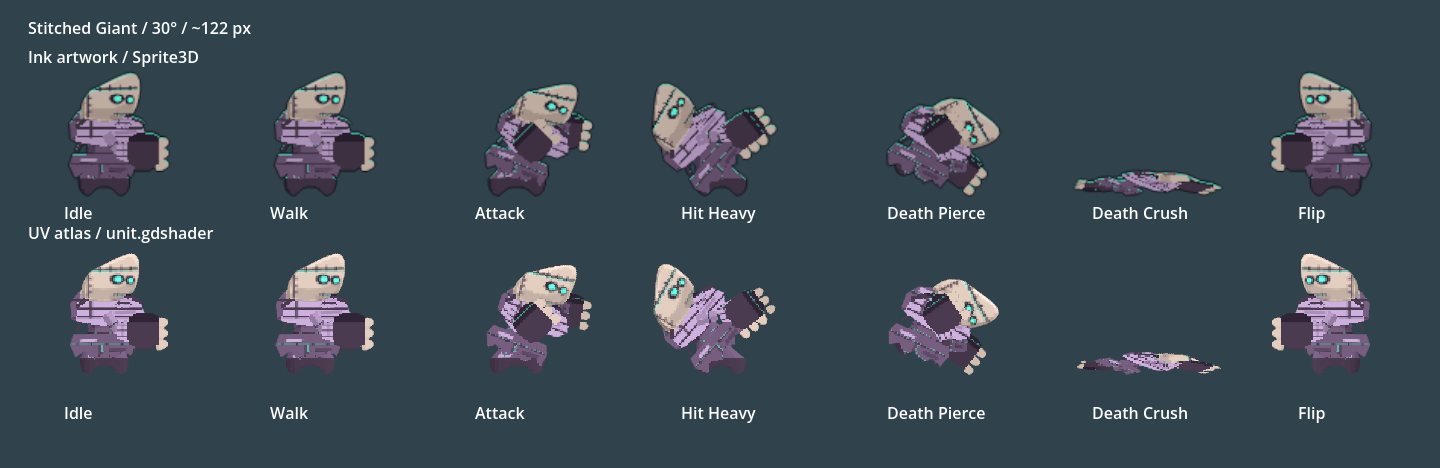 Stitched Giant / 30° / ~122 px
Ink artwork / Sprite3D
Idle Walk Attack Hit Heavy Death Pierce Death Crush Flip
UV atlas / unit.gdshader
Idle Walk Attack Hit Heavy Death Pierce Death Crush Flip